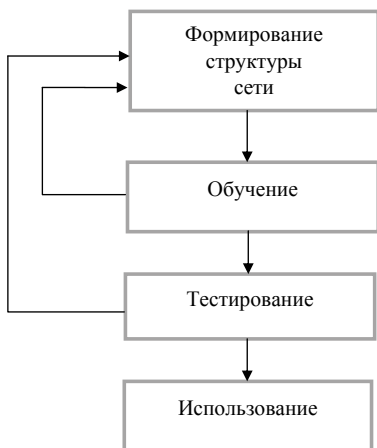 Формирование
структуры
сети
Обучение
Тестирование
Использование